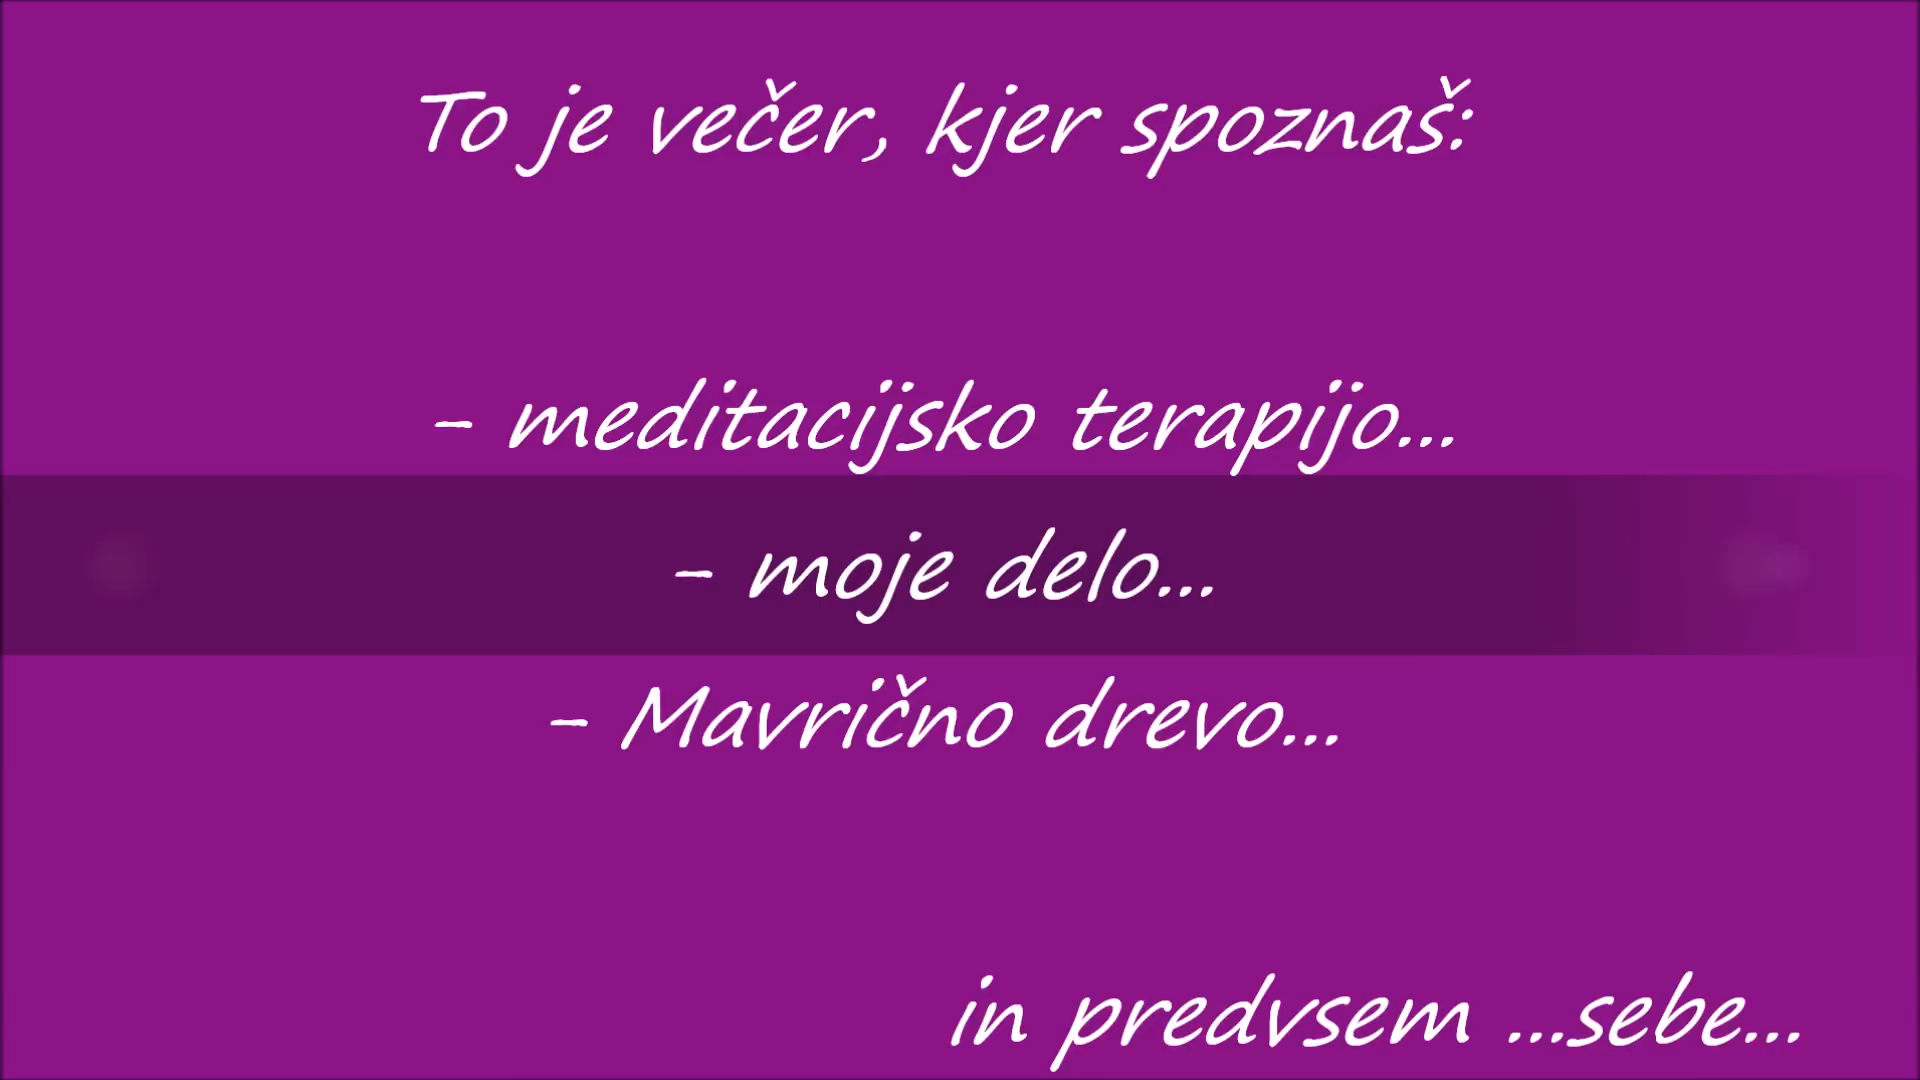 To je večer, kjer spoznaš:
- meditacijsko terapijo...
- moje delo...
- Mavrično drevo...
in predvsem ...sebe...